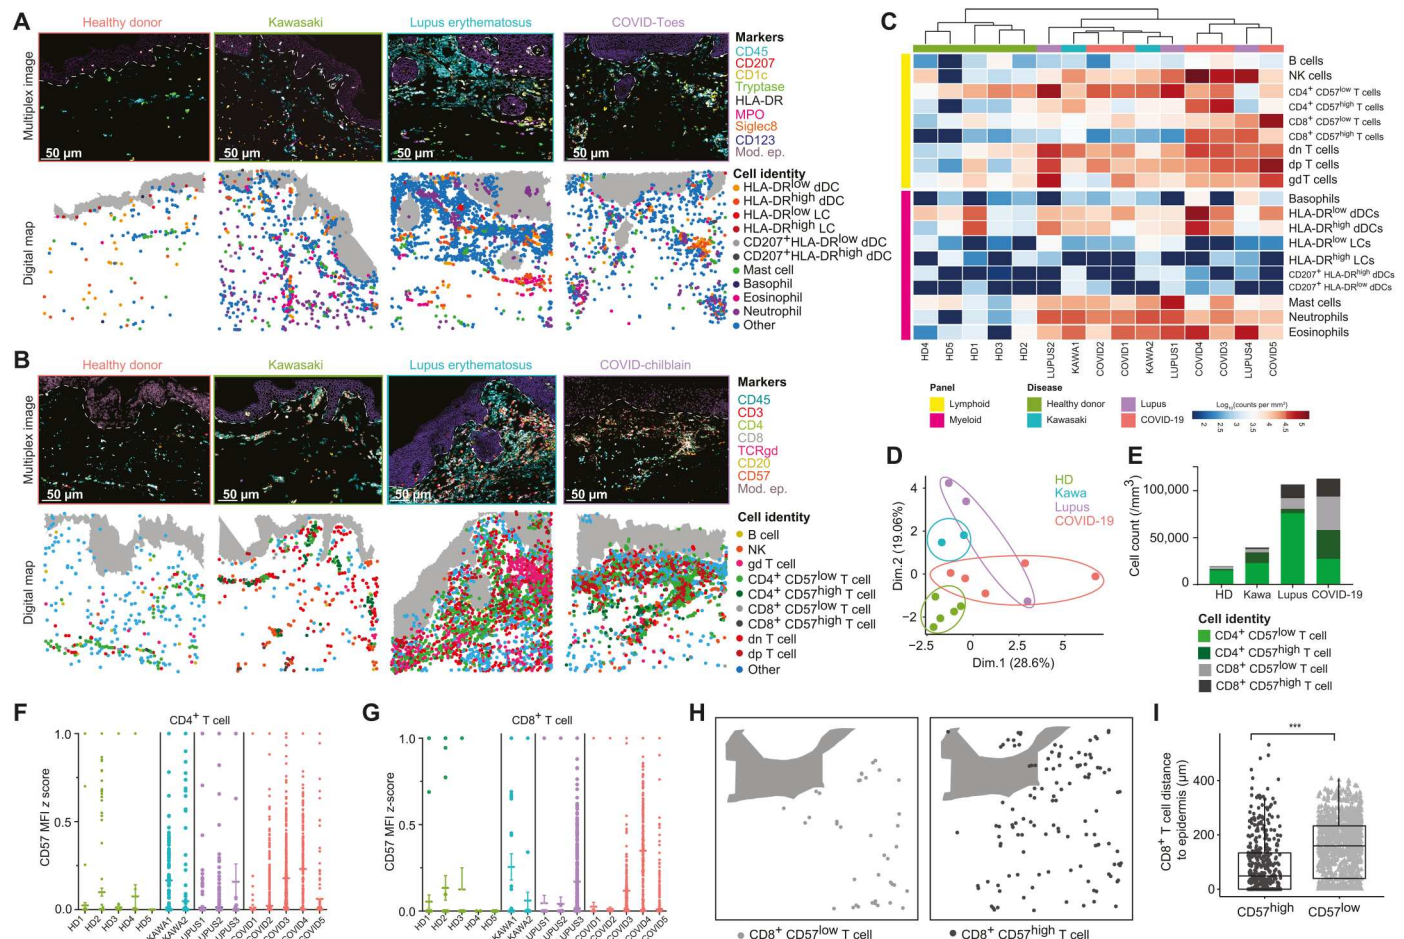 A
Healthy donor
Kawasaki
Lupus erythematosus
COVID-Toes
Multiplex image
50 µm
50 µm
50 µm
50 µm
Markers
CD45
CD207
CD1c
Tryptase
HLA-DR
MPO
Siglec8
CD123
Mod. ep.
Digital map
Cell identity
HLA-DRlow dDC
HLA-DRhigh dDC
HLA-DRlow LC
HLA-DRhigh LC
CD207+HLA-DRlow dDC
CD207+HLA-DRhigh dDC
Mast cell
Basophil
Eosinophil
Neutrophil
Other
B
Healthy donor
Kawasaki
Lupus erythematosus
COVID-chilblain
Multiplex image
50 µm
50 µm
50 µm
50 µm
Markers
CD45
CD3
CD4
CD8
TCRgd
CD20
CD57
Mod. ep.
Digital map
Cell identity
B cell
NK
gd T cell
CD4+ CD57low T cell
CD4+ CD57high T cell
CD8+ CD57low T cell
CD8+ CD57high T cell
dn T cell
dp T cell
Other
C
B cells
NK cells
CD4+ CD57low T cells
CD4+ CD57high T cells
CD8+ CD57low T cells
CD8+ CD57high T cells
dn T cells
dp T cells
gdT cells
Basophils
HLA-DRlow dDCs
HLA-DRhigh dDCs
HLA-DRlow LCs
HLA-DRhigh LCs
CD207+ HLA-DRhigh dDCs
CD207+ HLA-DRlow dDCs
Mast cells
Neutrophils
Eosinophils
HD4 HD5 HD1 HD3 HD2 LUPUS2 KAWA1 COVID2 COVID1 KAWA2 LUPUS1 COVID4 COVID3 LUPUS4 COVID5
Panel
Lymphoid
Myeloid
Disease
Healthy donor
Kawasaki
Lupus
COVID-19
Log10(counts per mm3)
2 2.5 3 3.5 4 4.5 5
D
HD
Kawa
Lupus
COVID-19
Dim.2 (19.06%)
4
2
0
−2
−2.5 0 2.5 5
Dim.1 (28.6%)
E
Cell count (/mm3)
100,000
50,000
0
HD Kawa Lupus COVID-19
Cell identity
CD4+ CD57low T cell
CD4+ CD57high T cell
CD8+ CD57low T cell
CD8+ CD57high T cell
F
CD4+ T cell
CD57 MFI z score
1.0
0.5
0.0
HD1 HD2 HD3 HD4 HD5 KAWA1 KAWA2 UPUS1 UPUS2 UPUS3 COVID1 COVID2 COVID3 COVID4 COVID5
G
CD8+ T cell
CD57 MFI z-score
1.0
0.5
0.0
HD1 HD2 HD3 HD4 HD5 KAWA1 KAWA2 UPUS1 UPUS2 UPUS3 COVID1 COVID2 COVID3 COVID4 COVID5
H
CD8+ CD57low T cell
CD8+ CD57high T cell
I
***
CD8+ T cell distance
to epidermis (µm)
400
200
0
CD57high CD57low